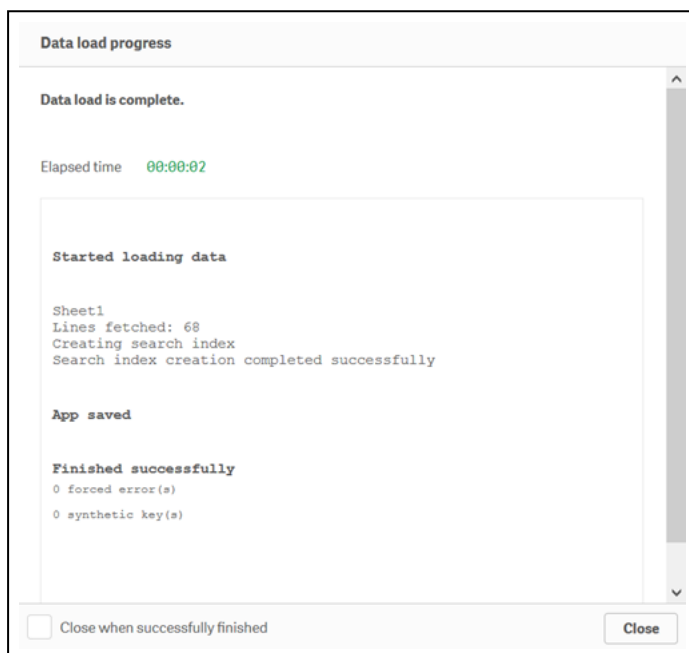 Data load progress
Data load is complete.
Elapsed time 00:00:02
Started loading data
Sheet1
Lines fetched: 68
Creating search index
Search index creation completed successfully
App saved
Finished successfully
0 forced error(s)
0 synthetic key(s)
Close when successfully finished
Close